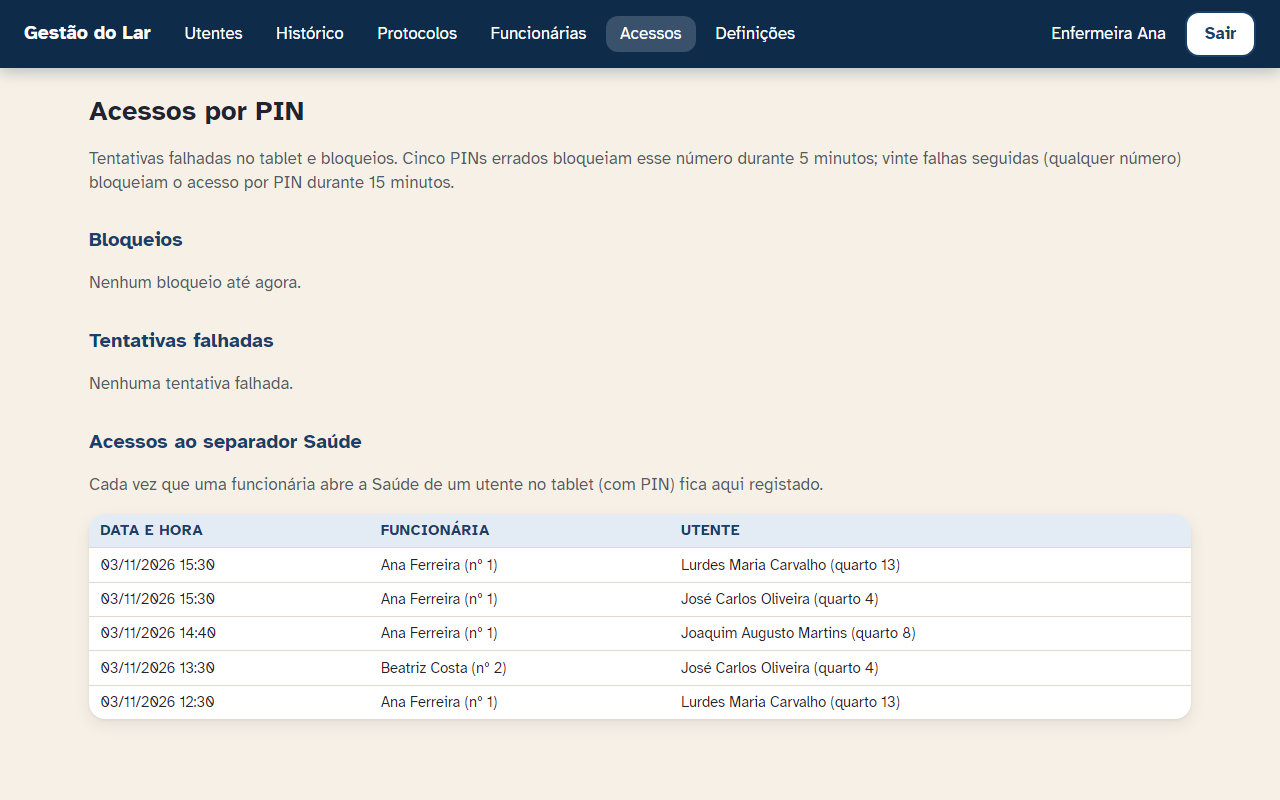 Gestão do Lar Utentes Histórico Protocolos Funcionárias Acessos Definições Enfermeira Ana Sair
Acessos por PIN
Tentativas falhadas no tablet e bloqueios. Cinco PINs errados bloqueiam esse número durante 5 minutos; vinte falhas seguidas (qualquer número)
bloqueiam o acesso por PIN durante 15 minutos.
Bloqueios
Nenhum bloqueio até agora.
Tentativas falhadas
Nenhuma tentativa falhada.
Acessos ao separador Saúde
Cada vez que uma funcionária abre a Saúde de um utente no tablet (com PIN) fica aqui registado.
DATA E HORA FUNCIONÁRIA UTENTE
03/11/2026 15:30 Ana Ferreira (nº 1) Lurdes Maria Carvalho (quarto 13)
03/11/2026 15:30 Ana Ferreira (nº 1) José Carlos Oliveira (quarto 4)
03/11/2026 14:40 Ana Ferreira (nº 1) Joaquim Augusto Martins (quarto 8)
03/11/2026 13:30 Beatriz Costa (nº 2) José Carlos Oliveira (quarto 4)
03/11/2026 12:30 Ana Ferreira (nº 1) Lurdes Maria Carvalho (quarto 13)